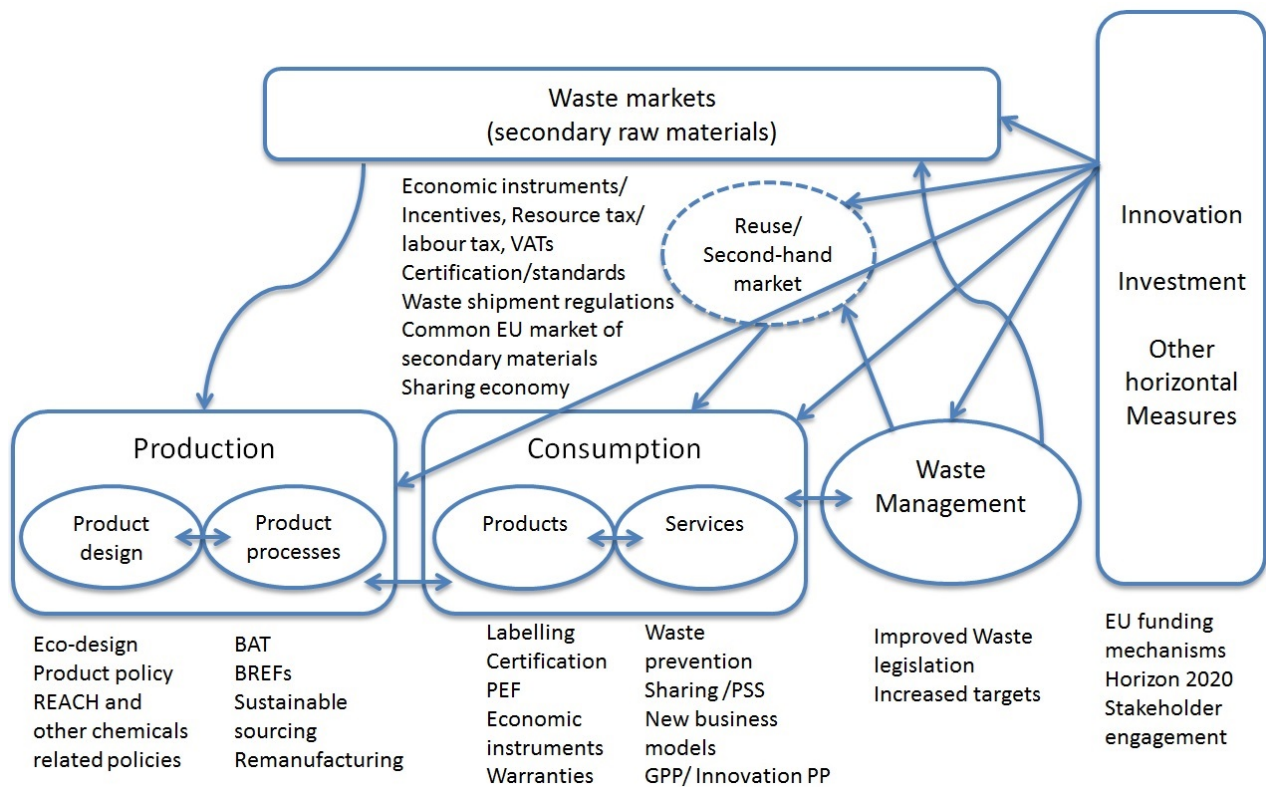 Waste markets
(secondary raw materials)
Economic instruments/
Incentives, Resource tax/
labour tax, VATs
Certification/standards
Waste shipment regulations
Common EU market of
secondary materials
Sharing economy
Reuse/
Second-hand
market
Innovation
Investment
Other
horizontal
Measures
Production
Product
design
Product
processes
Consumption
Products
Services
Waste
Management
Eco-design
Product policy
REACH and
other chemicals
related policies
BAT
BREFs
Sustainable
sourcing
Remanufacturing
Labelling
Certification
PEF
Economic
instruments
Warranties
Waste
prevention
Sharing /PSS
New business
models
GPP/ Innovation PP
Improved Waste
legislation
Increased targets
EU funding
mechanisms
Horizon 2020
Stakeholder
engagement